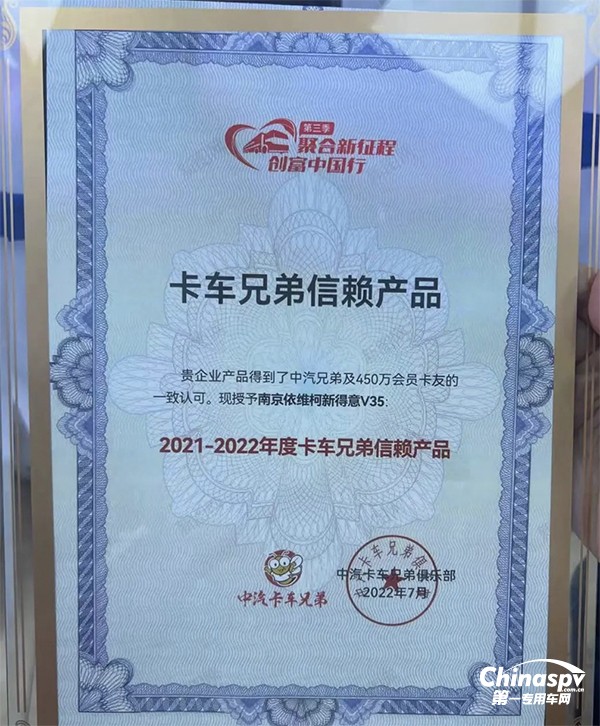 第三季
聚合新征程
创富中国行
卡车兄弟信赖产品
贵企业产品得到了中汽兄弟及450万会员卡友的
一致认可。现授予南京依维柯新得意V35:
2021-2022年度卡车兄弟信赖产品
中汽卡车兄弟
中汽卡车兄弟俱乐部
2022年7月
Chinaspv
.com.cn
第一专用车网